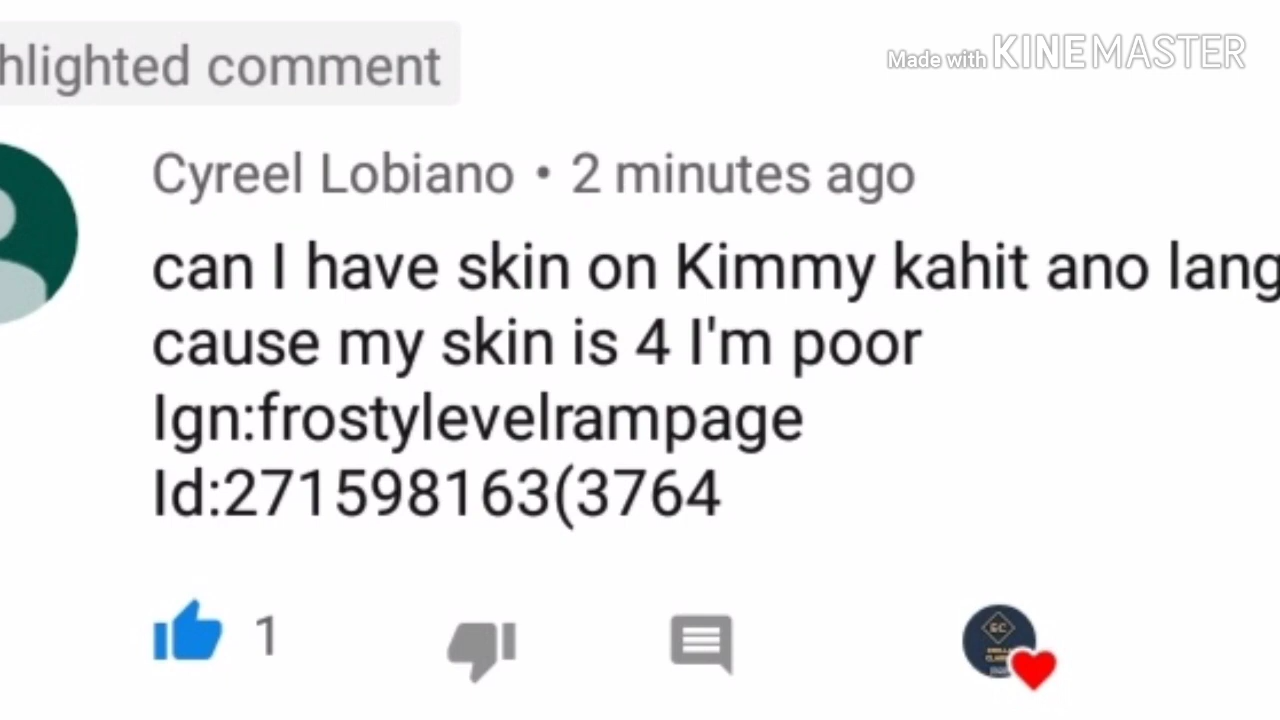 hlighted comment
Made with KINEMASTER
Cyreel Lobiano • 2 minutes ago
can I have skin on Kimmy kahit ano lang
cause my skin is 4 I'm poor
Ign:frostylevelrampage
Id:271598163(3764
1